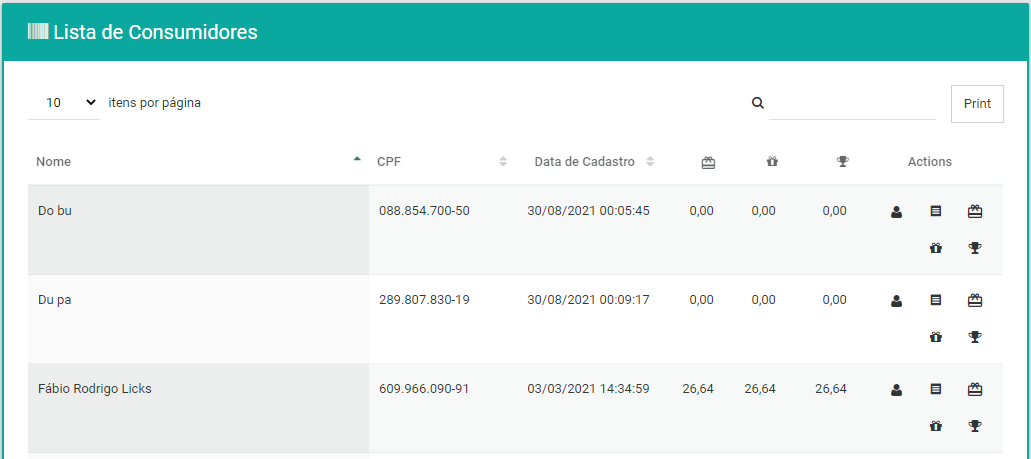 Lista de Consumidores
10 itens por página Print
Nome CPF Data de Cadastro Actions
Do bu 088.854.700-50 30/08/2021 00:05:45 0,00 0,00 0,00
Du pa 289.807.830-19 30/08/2021 00:09:17 0,00 0,00 0,00
Fábio Rodrigo Licks 609.966.090-91 03/03/2021 14:34:59 26,64 26,64 26,64